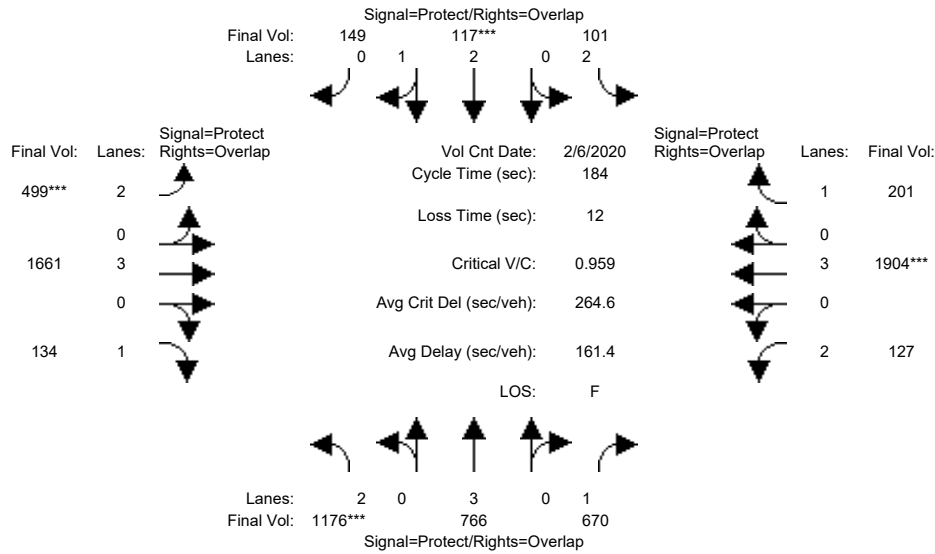 Signal=Protect/Rights=Overlap
Final Vol: 149 117*** 101
Lanes: 0 1 2 0 2
Signal=Protect Signal=Protect
Final Vol: Lanes: Rights=Overlap Vol Cnt Date: 2/6/2020 Rights=Overlap Lanes: Final Vol:
Cycle Time (sec): 184
499*** 2 1 201
Loss Time (sec): 12
0 0
1661 3 Critical V/C: 0.959 3 1904***
0 Avg Crit Del (sec/veh): 264.6 0
134 1 Avg Delay (sec/veh): 161.4 2 127
LOS: F
Lanes: 2 0 3 0 1
Final Vol: 1176*** 766 670
Signal=Protect/Rights=Overlap